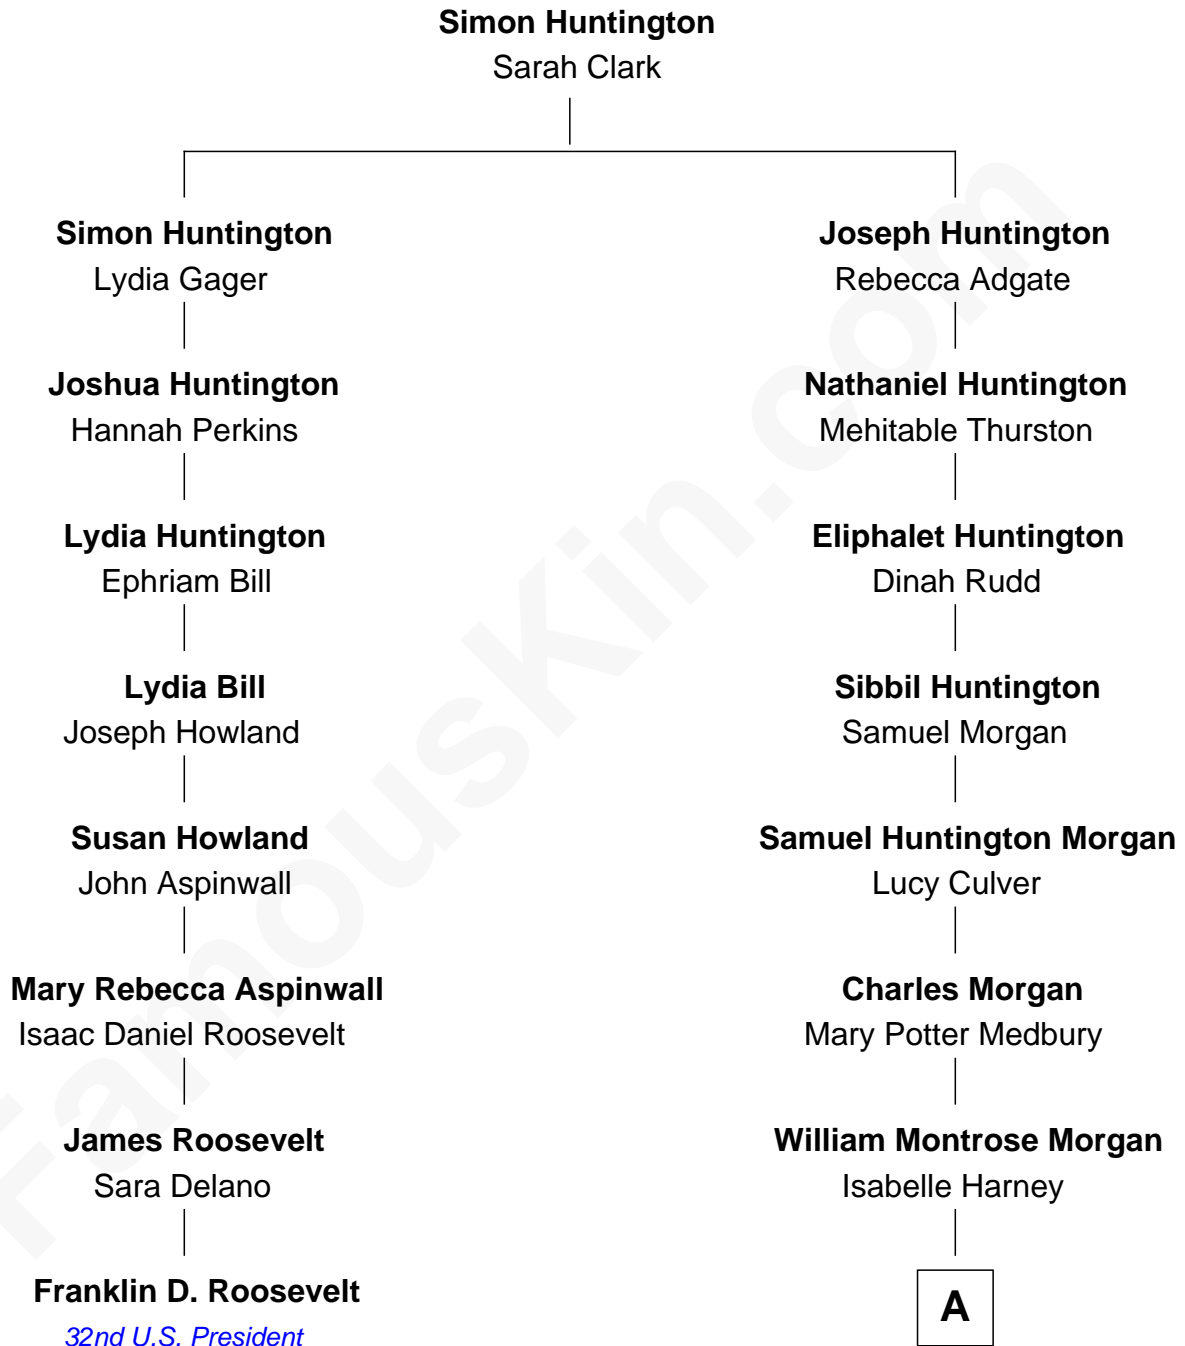 Simon Huntington
Sarah Clark
Simon Huntington
Lydia Gager
Joshua Huntington
Hannah Perkins
Lydia Huntington
Ephriam Bill
Lydia Bill
Joseph Howland
Susan Howland
John Aspinwall
Mary Rebecca Aspinwall
Isaac Daniel Roosevelt
James Roosevelt
Sara Delano
Franklin D. Roosevelt
32nd U.S. President
Joseph Huntington
Rebecca Adgate
Nathaniel Huntington
Mehitable Thurston
Eliphalet Huntington
Dinah Rudd
Sibbil Huntington
Samuel Morgan
Samuel Huntington Morgan
Lucy Culver
Charles Morgan
Mary Potter Medbury
William Montrose Morgan
Isabelle Harney
A
FamousKin.com